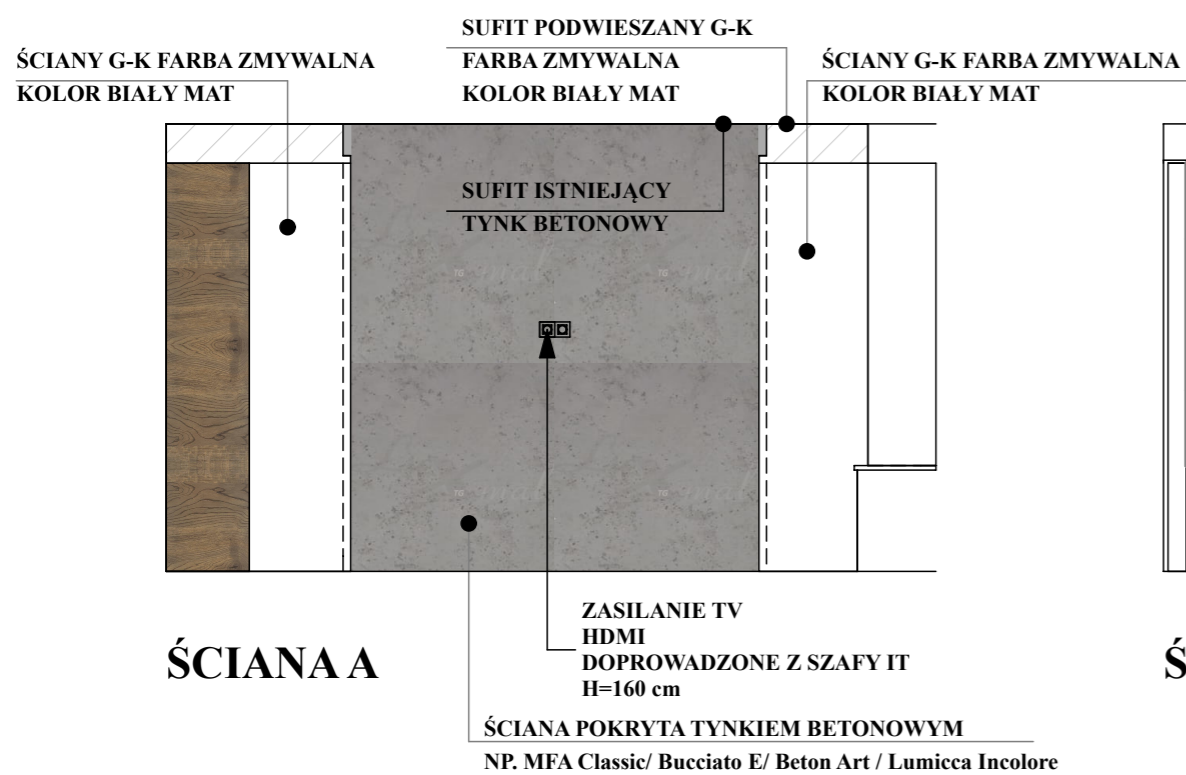 SUFIT PODWIESZANY G-K
FARBA ZMYWALNA
KOLOR BIAŁY MAT
ŚCIANY G-K FARBA ZMYWALNA
KOLOR BIAŁY MAT
ŚCIANY G-K FARBA ZMYWALNA
KOLOR BIAŁY MAT
SUFIT ISTNIEJĄCY
TYNK BETONOWY
ZASILANIE TV
HDMI
DOPROWADZONE Z SZAFY IT
H=160 cm
ŚCIANA A
Ś
ŚCIANA POKRYTA TYNKIEM BETONOWYM
NP. MFA Classic/ Bucciato E/ Beton Art / Lumicca Incolore